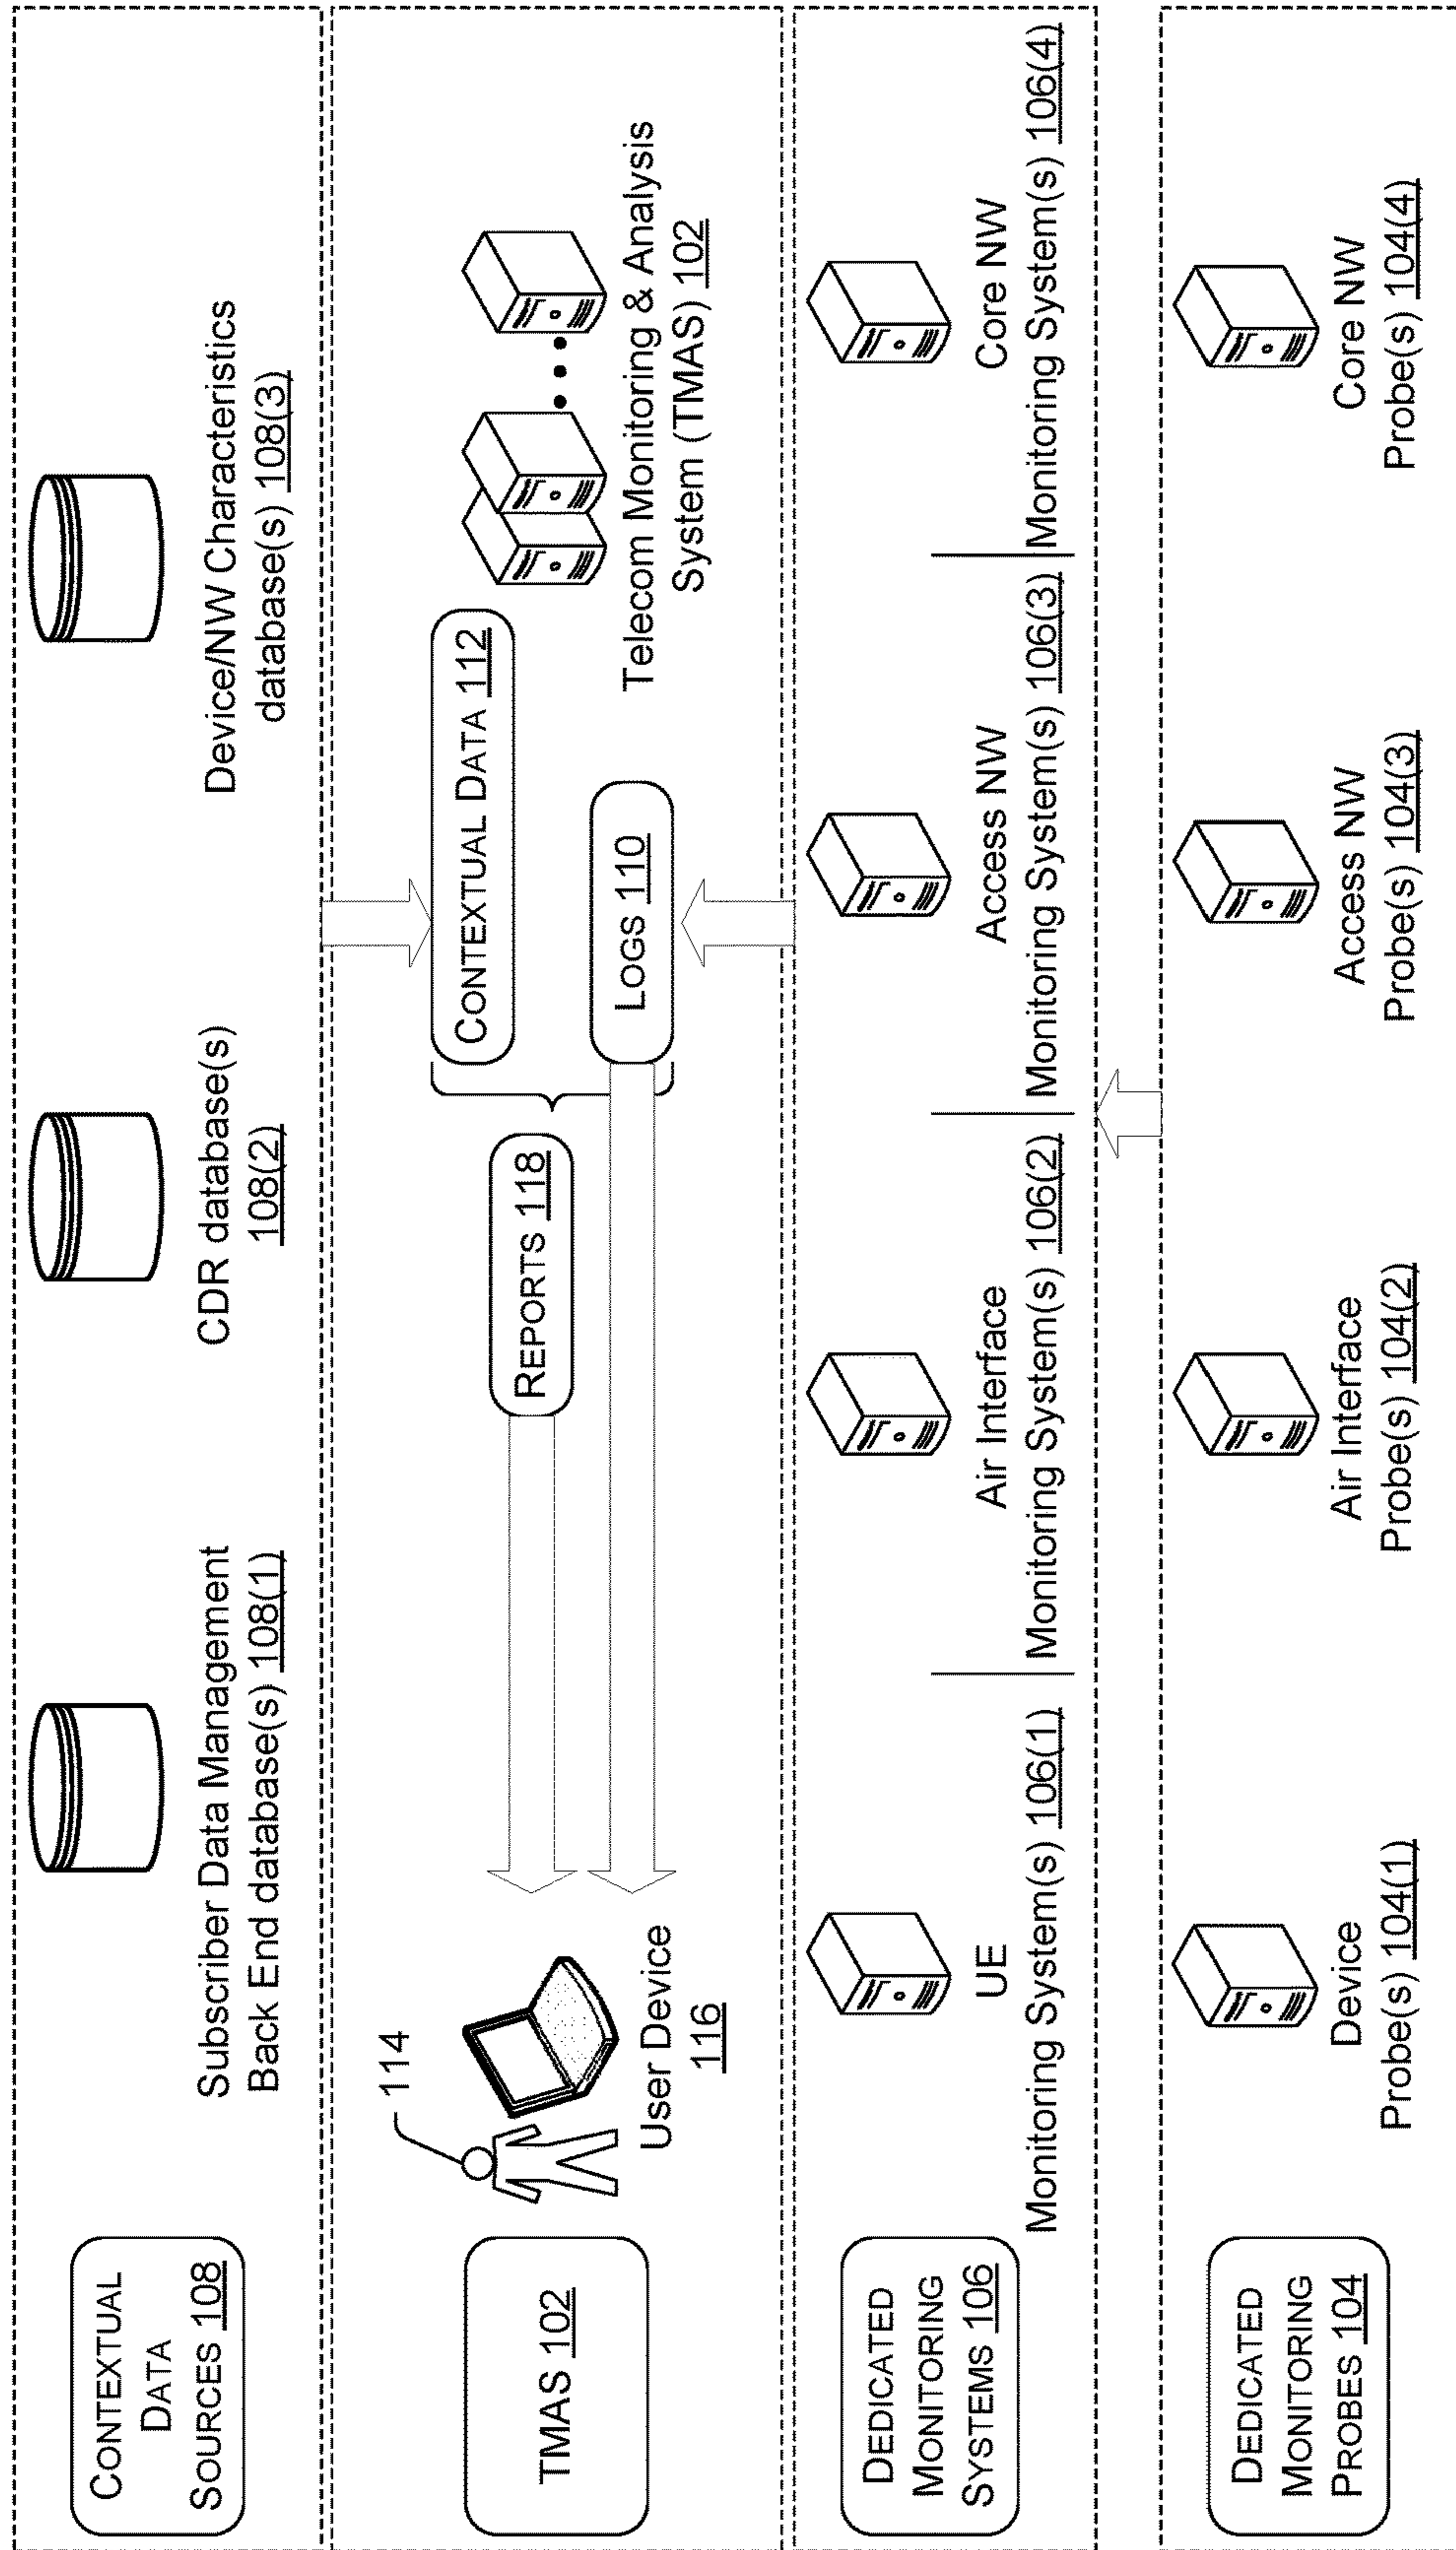 CONTEXTUAL
DATA
SOURCES 108
Subscriber Data Management
Back End database(s) 108(1)
CDR database(s)
108(2)
Device/NW Characteristics
database(s) 108(3)
TMAS 102
114
User Device
116
REPORTS 118
CONTEXTUAL DATA 112
LOGS 110
Telecom Monitoring & Analysis
System (TMAS) 102
DEDICATED
MONITORING
SYSTEMS 106
UE
Monitoring System(s) 106(1)
Air Interface
Monitoring System(s) 106(2)
Access NW
Monitoring System(s) 106(3)
Core NW
Monitoring System(s) 106(4)
DEDICATED
MONITORING
PROBES 104
Device
Probe(s) 104(1)
Air Interface
Probe(s) 104(2)
Access NW
Probe(s) 104(3)
Core NW
Probe(s) 104(4)